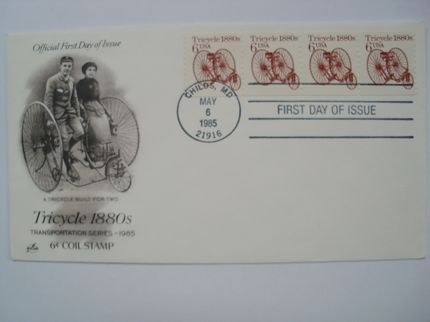 Official First Day of Issue
Tricycle 1880s Tricycle 1880s Tricycle 1880s Tricycle 1880s
6¢USA 6¢USA 6¢USA 6¢USA
CHILDS, MD
MAY
6
1985
21916
FIRST DAY OF ISSUE
A TRICYCLE BUILT FOR TWO
Tricycle 1880s
TRANSPORTATION SERIES-1985
6¢ COIL STAMP